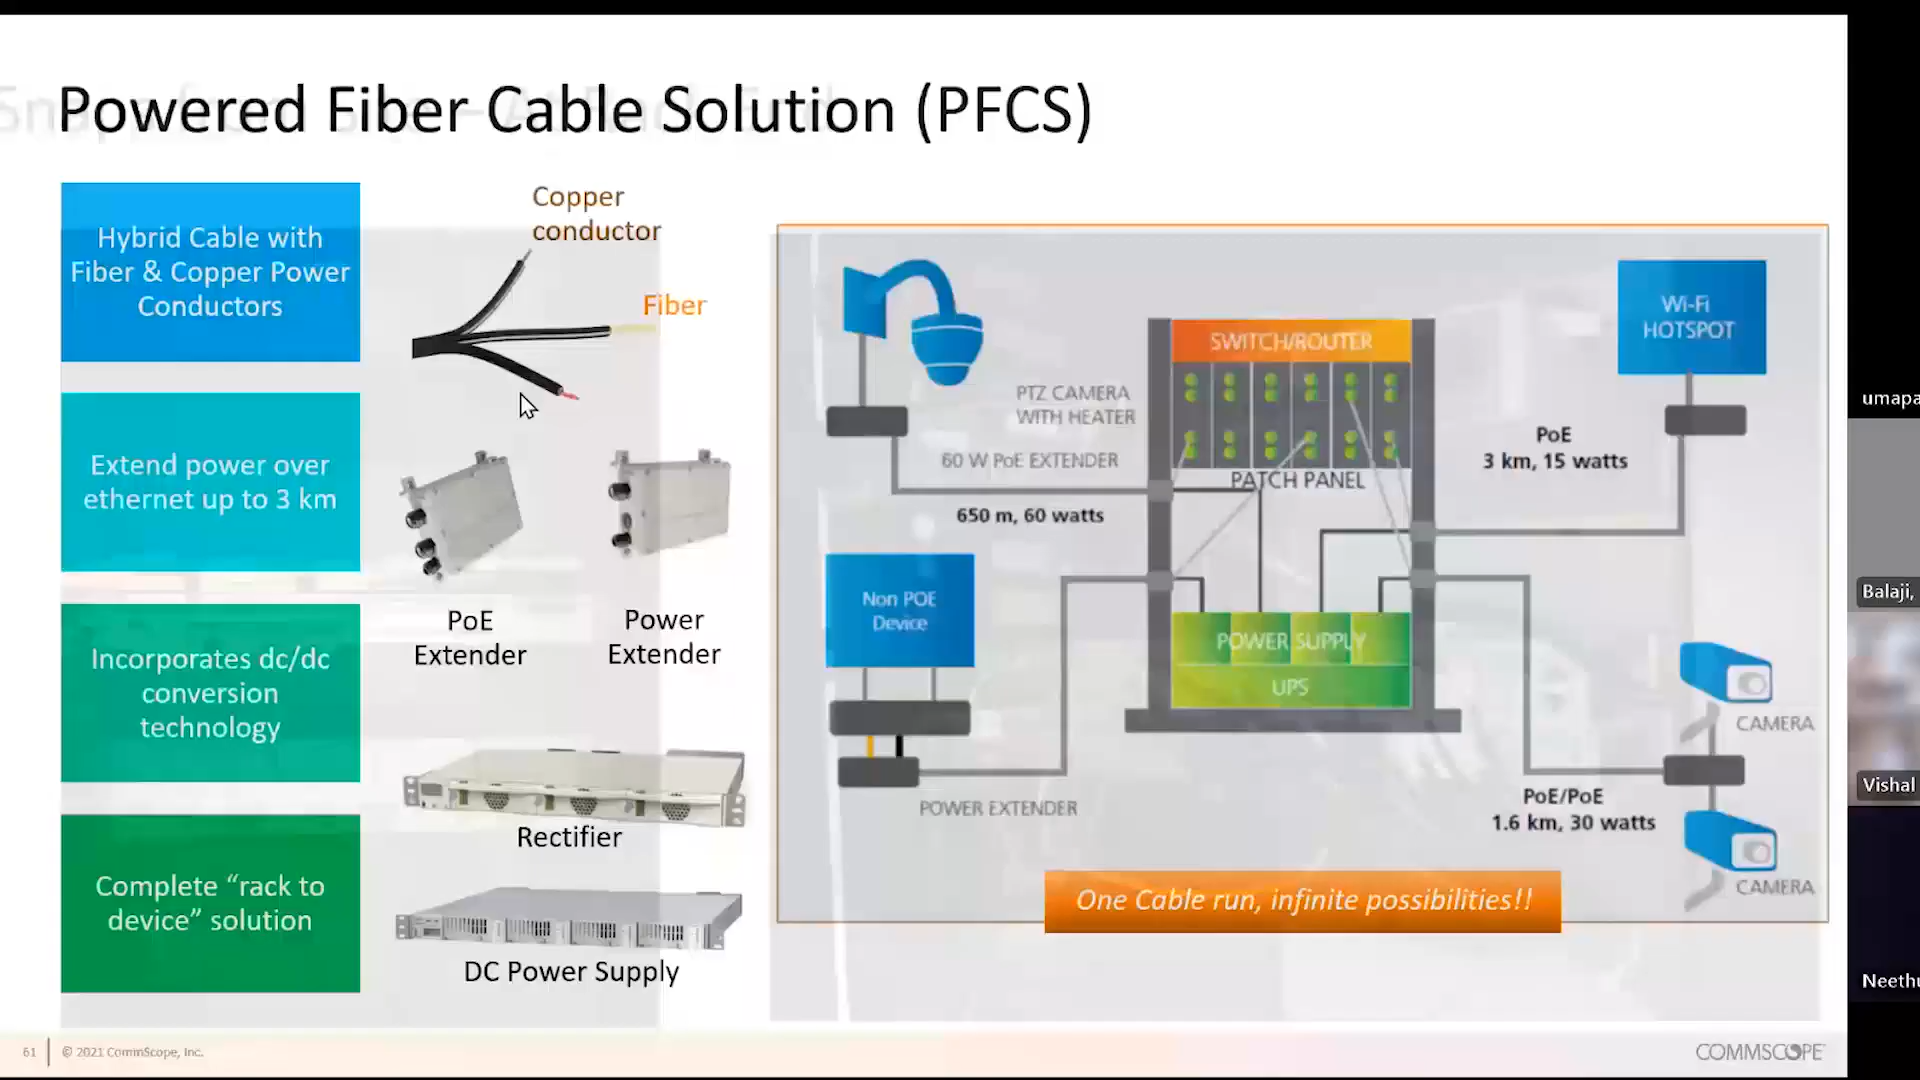 Powered Fiber Cable Solution (PFCS)
Hybrid Cable with
Fiber & Copper Power
Conductors
Extend power over
ethernet up to 3 km
Incorporates dc/dc
conversion
technology
Complete “rack to
device” solution
Copper
conductor
Fiber
PoE
Extender
Power
Extender
Rectifier
DC Power Supply
PTZ CAMERA
WITH HEATER
60 W PoE EXTENDER
650 m, 60 watts
Non POE
Device
POWER EXTENDER
SWITCH/ROUTER
PATCH PANEL
POWER SUPPLY
UPS
Wi-Fi
HOTSPOT
PoE
3 km, 15 watts
CAMERA
PoE/PoE
1.6 km, 30 watts
CAMERA
One Cable run, infinite possibilities!!
61
© 2021 CommScope, Inc.
COMMSCOPE
umapa
Balaji,
Vishal
Neethu